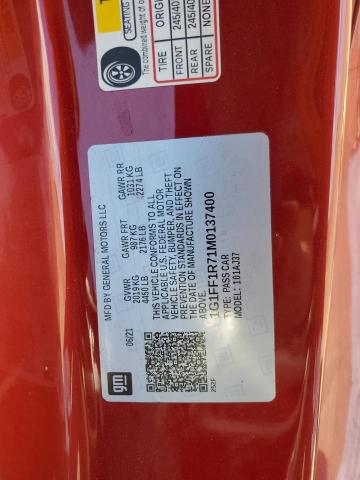 SEATING
The combined weight of
TIRE
FRONT
REAR
SPARE
ORIGI
245/40
245/40
NONE
MFD BY GENERAL MOTORS LLC
06/21
GVWR
2019 KG
4450 LB
GAWR FRT
987 KG
2176 LB
GAWR RR
1031 KG
2274 LB
THIS VEHICLE CONFORMS TO ALL
APPLICABLE U.S. FEDERAL MOTOR
VEHICLE SAFETY, BUMPER, AND THEFT
PREVENTION STANDARDS IN EFFECT ON
THE DATE OF MANUFACTURE SHOWN
ABOVE.
1G1FF1R71M0137400
TYPE: PASS CAR
MODEL: 101AJ37
gm
252F